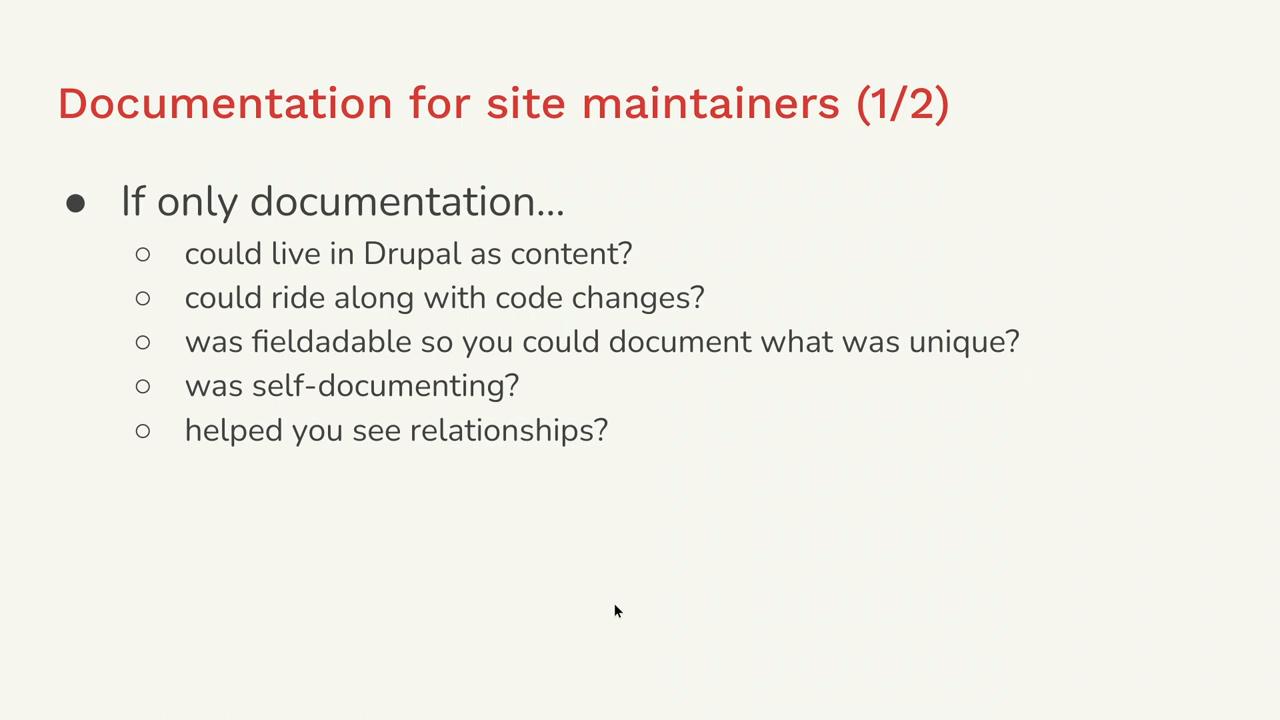 Documentation for site maintainers (1/2)
● If only documentation...
○ could live in Drupal as content?
○ could ride along with code changes?
○ was fieldadable so you could document what was unique?
○ was self-documenting?
○ helped you see relationships?